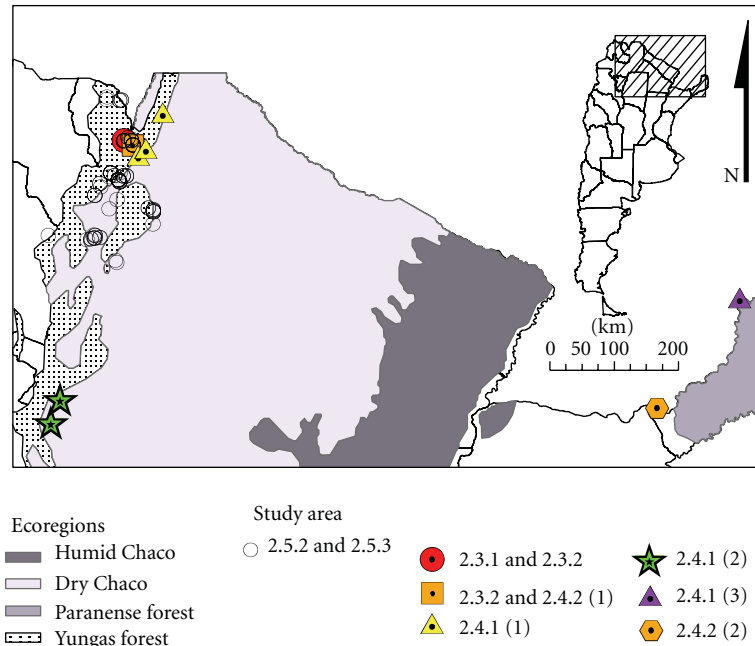 N
(km)
0 50 100 200
Ecoregions
Humid Chaco
Dry Chaco
Paranense forest
Yungas forest
Study area
2.5.2 and 2.5.3
2.3.1 and 2.3.2
2.3.2 and 2.4.2 (1)
2.4.1 (1)
2.4.1 (2)
2.4.1 (3)
2.4.2 (2)